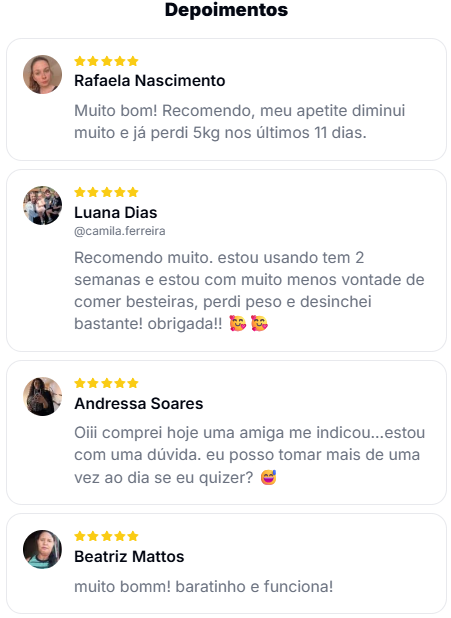 Depoimentos
Rafaela Nascimento
Muito bom! Recomendo, meu apetite diminui
muito e já perdi 5kg nos últimos 11 dias.
Luana Dias
@camila.ferreira
Recomendo muito. estou usando tem 2
semanas e estou com muito menos vontade de
comer besteiras, perdi peso e desinchei
bastante! obrigada!! 🥰 🥰
Andressa Soares
Oiii comprei hoje uma amiga me indicou...estou
com uma dúvida. eu posso tomar mais de uma
vez ao dia se eu quizer? 😅
Beatriz Mattos
muito bomm! baratinho e funciona!